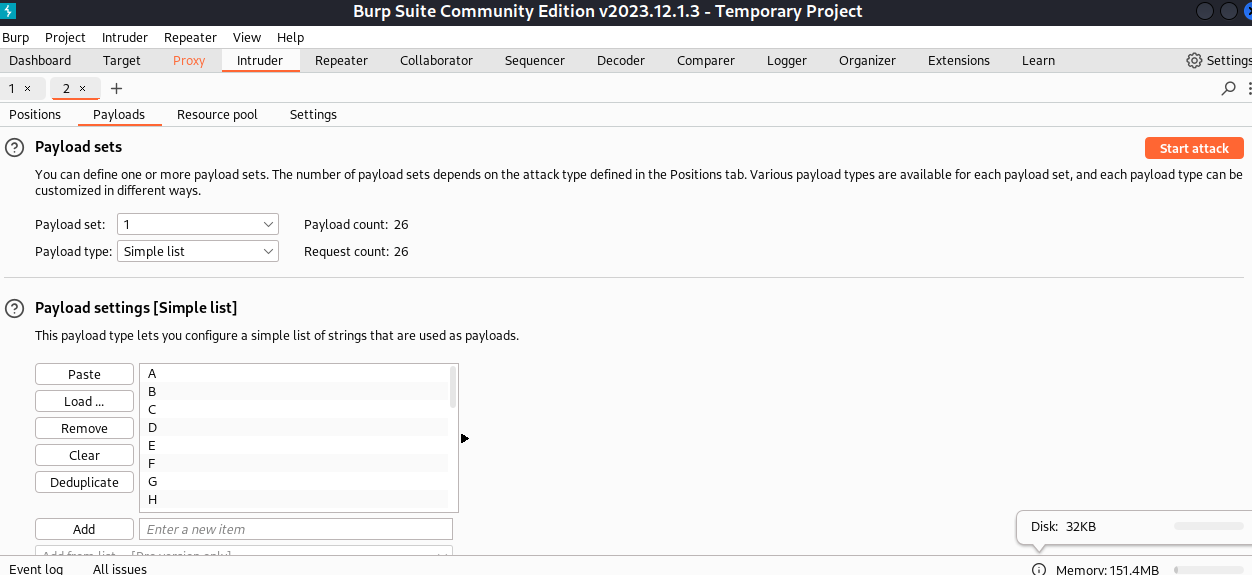 Burp Suite Community Edition v2023.12.1.3 - Temporary Project
Burp Project Intruder Repeater View Help
Dashboard Target Proxy Intruder Repeater Collaborator Sequencer Decoder Comparer Logger Organizer Extensions Learn Settings
1 × 2 × +
Positions Payloads Resource pool Settings
? Payload sets Start attack
You can define one or more payload sets. The number of payload sets depends on the attack type defined in the Positions tab. Various payload types are available for each payload set, and each payload type can be
customized in different ways.
Payload set: 1 Payload count: 26
Payload type: Simple list Request count: 26
? Payload settings [Simple list]
This payload type lets you configure a simple list of strings that are used as payloads.
Paste
Load ...
Remove
Clear
Deduplicate
A
B
C
D
E
F
G
H
Add Enter a new item
Add from list ... [Pro version only]
Disk: 32KB
Event log All issues Memory: 151.4MB